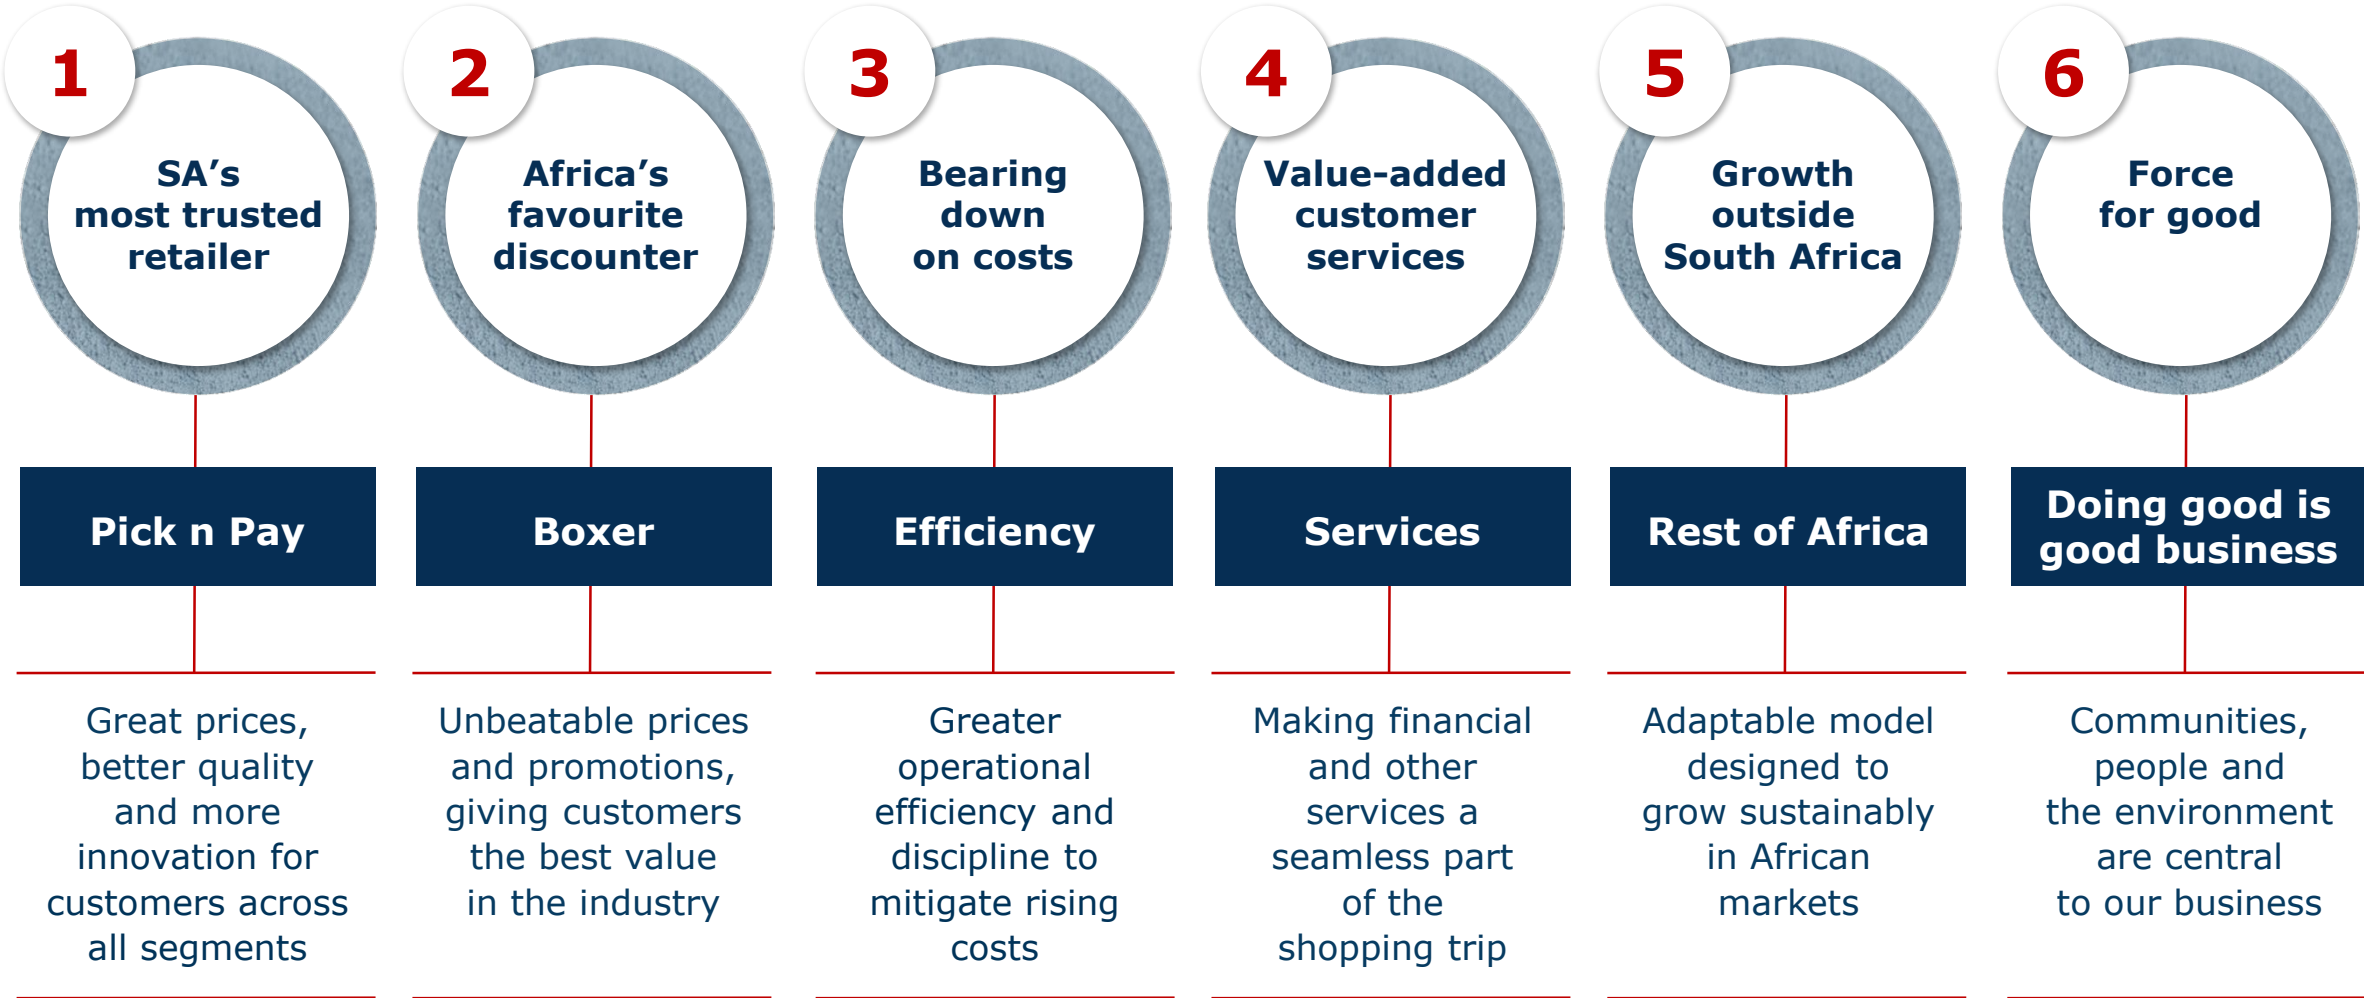 1
SA’s
most trusted
retailer
Pick n Pay
Great prices,
better quality
and more
innovation for
customers across
all segments
2
Africa’s
favourite
discounter
Boxer
Unbeatable prices
and promotions,
giving customers
the best value
in the industry
3
Bearing
down
on costs
Efficiency
Greater
operational
efficiency and
discipline to
mitigate rising
costs
4
Value-added
customer
services
Services
Making financial
and other
services a
seamless part
of the
shopping trip
5
Growth
outside
South Africa
Rest of Africa
Adaptable model
designed to
grow sustainably
in African
markets
6
Force
for good
Doing good is
good business
Communities,
people and
the environment
are central
to our business